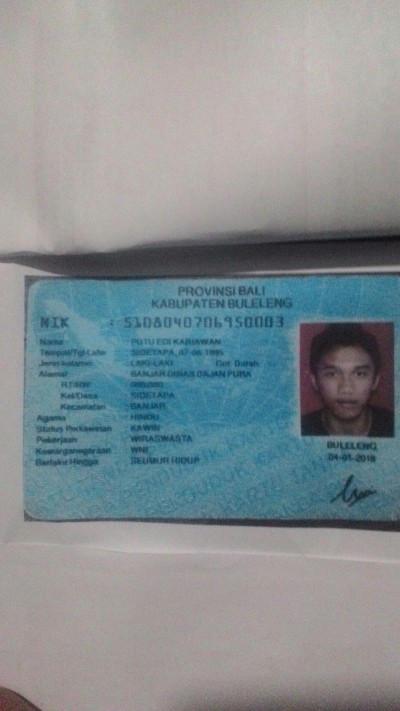 PROVINSI BALI
KABUPATEN BULELENG
NIK : 5108040706950003
Nama : PUTU EDI KARIAWAN
Tempat/Tgl Lahir : SIDETAPA, 07-06-1995
Jenis kelamin : LAKI-LAKI Gol. Darah
Alamat : BANJAR DINAS DAJAN PURA
RT/RW : 000/000
Kel/Desa : SIDETAPA
Kecamatan : BANJAR
Agama : HINDU
Status Perkawinan : KAWIN
Pekerjaan : WIRASWASTA
Kewarganegaraan : WNI
Berlaku Hingga : SEUMUR HIDUP
BULELENG
04-01-2018